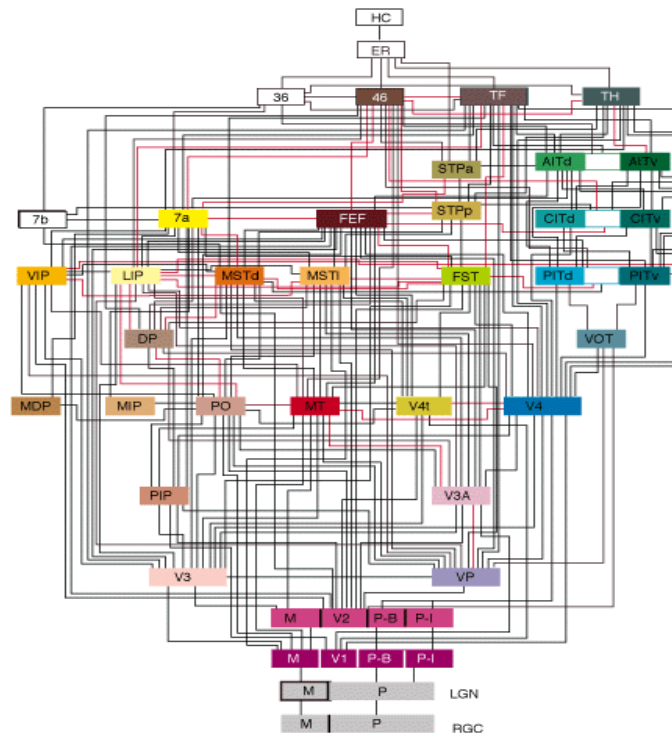 HC
ER
36 46 TF TH
STPa AITd AITv
7b 7a FEF STPp CITd CITv
VIP LIP MSTd MSTl FST PITd PITv
DP VOT
MDP MIP PO MT V4t V4
PIP V3A
V3 VP
M V2 P-B P-I
M V1 P-B P-I
M P LGN
M P RGC